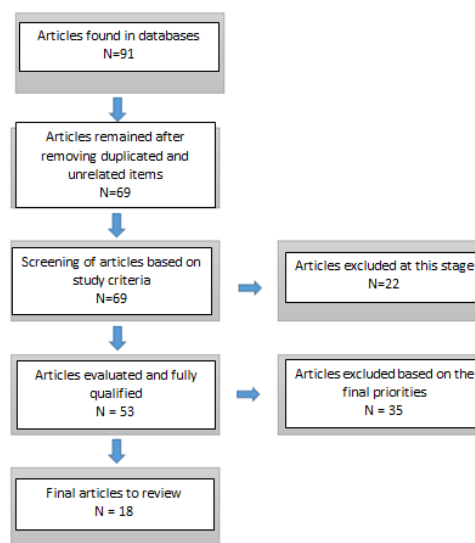 Articles found in databases
N=91
Articles remained after
removing duplicated and
unrelated items
N=69
Screening of articles based on
study criteria
N=69
Articles excluded at this stage
N=22
Articles evaluated and fully
qualified
N = 53
Articles excluded based on the
final priorities
N = 35
Final articles to review
N = 18